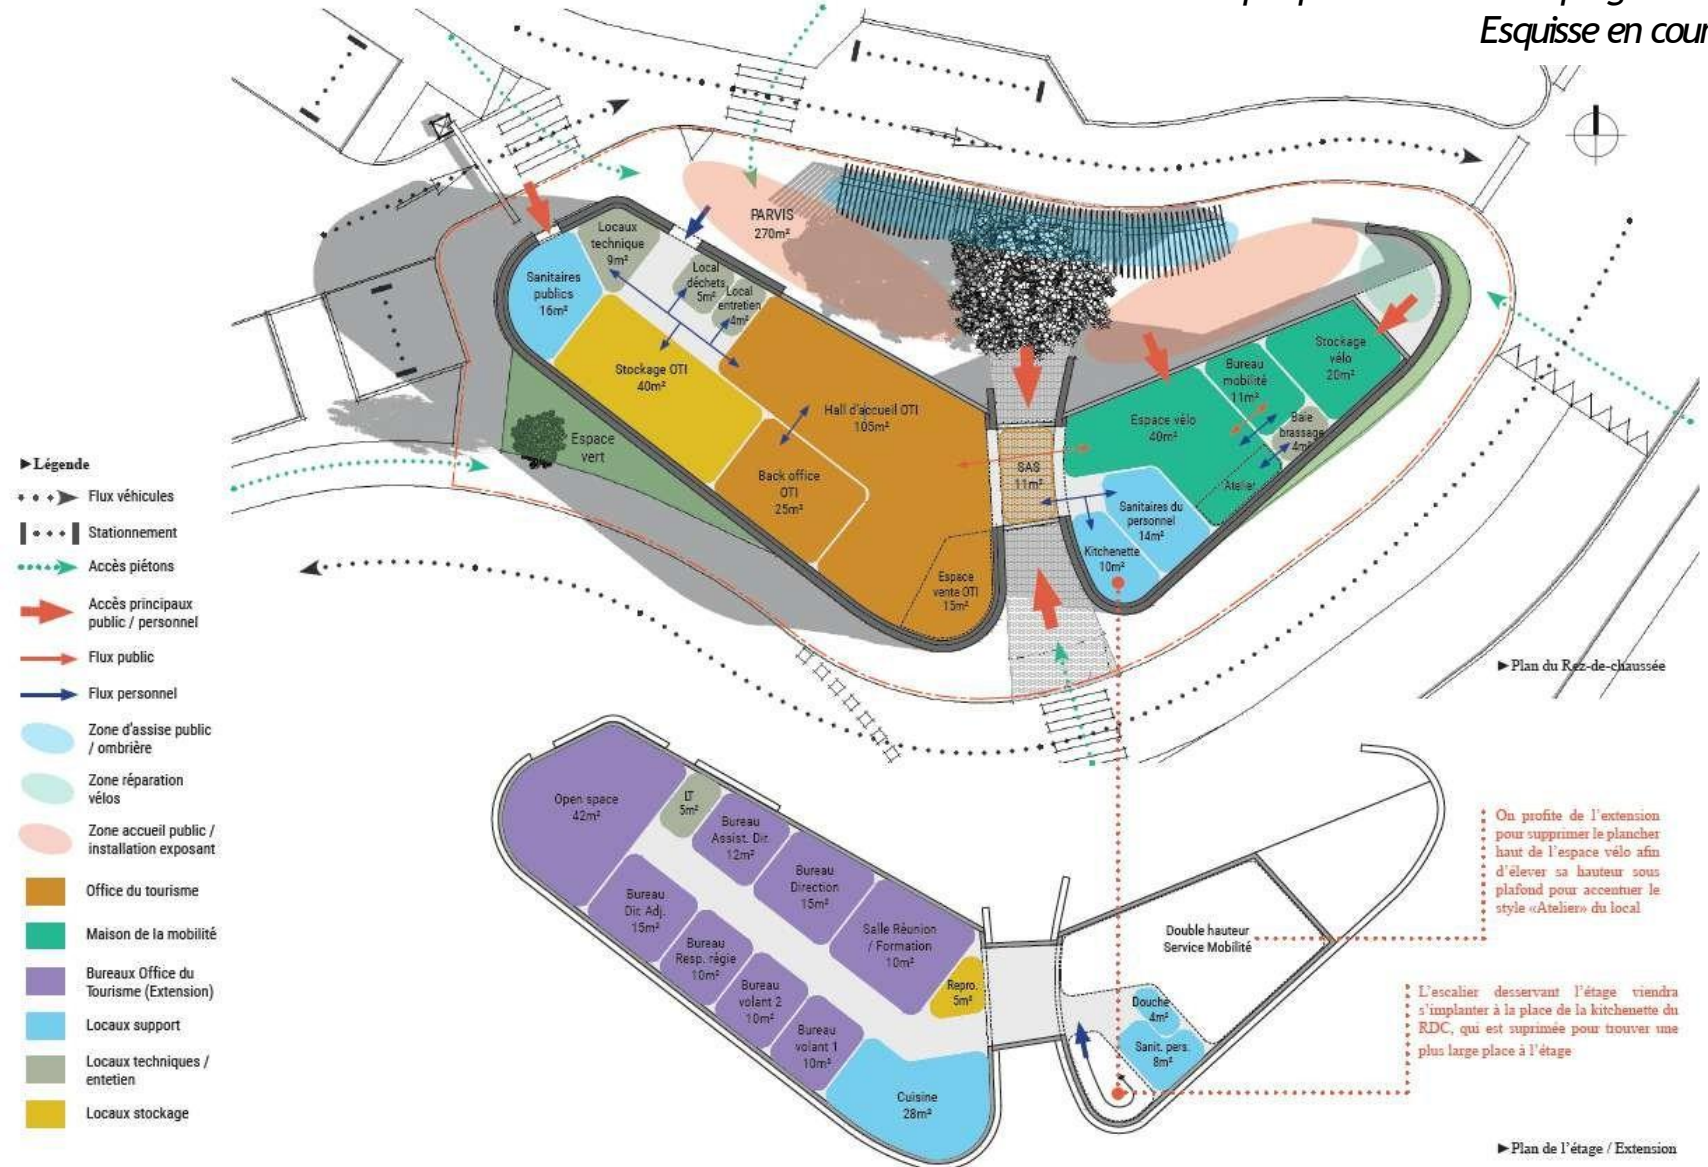 Esquisse en cour
PARVIS
270m²
Locaux
technique
9m²
Sanitaires
publics
16m²
Local
déchets
5m²
Local
entretien
4m²
Stockage OTI
40m²
Hall d'accueil OTI
105m²
Back office
OTI
25m²
Espace
vente OTI
15m²
Espace
vert
SAS
11m²
Espace vélo
40m²
Bureau
mobilité
11m²
Stockage
vélo
20m²
Baie
brassage
4m²
Atelier
Sanitaires du
personnel
14m²
Kitchenette
10m²
►Plan du Rez-de-chaussée
►Légende
Flux véhicules
Stationnement
Accès piétons
Accès principaux
public / personnel
Flux public
Flux personnel
Zone d'assise public
/ ombrière
Zone réparation
vélos
Zone accueil public /
installation exposant
Office du tourisme
Maison de la mobilité
Bureaux Office du
Tourisme (Extension)
Locaux support
Locaux techniques /
entetien
Locaux stockage
Open space
42m²
LT
5m²
Bureau
Assist. Dir.
12m²
Bureau
Direction
15m²
Salle Réunion
/ Formation
10m²
Repro.
5m²
Bureau
Dir. Adj.
15m²
Bureau
Resp. régie
10m²
Bureau
volant 2
10m²
Bureau
volant 1
10m²
Cuisine
28m²
Double hauteur
Service Mobilité
Douche
4m²
Sanit. pers.
8m²
On profite de l'extension
pour supprimer le plancher
haut de l'espace vélo afin
d'élever sa hauteur sous
plafond pour accentuer le
style «Atelier» du local
L'escalier desservant l'étage viendra
s'implanter à la place de la kitchenette du
RDC, qui est suprimée pour trouver une
plus large place à l'étage
►Plan de l'étage / Extension